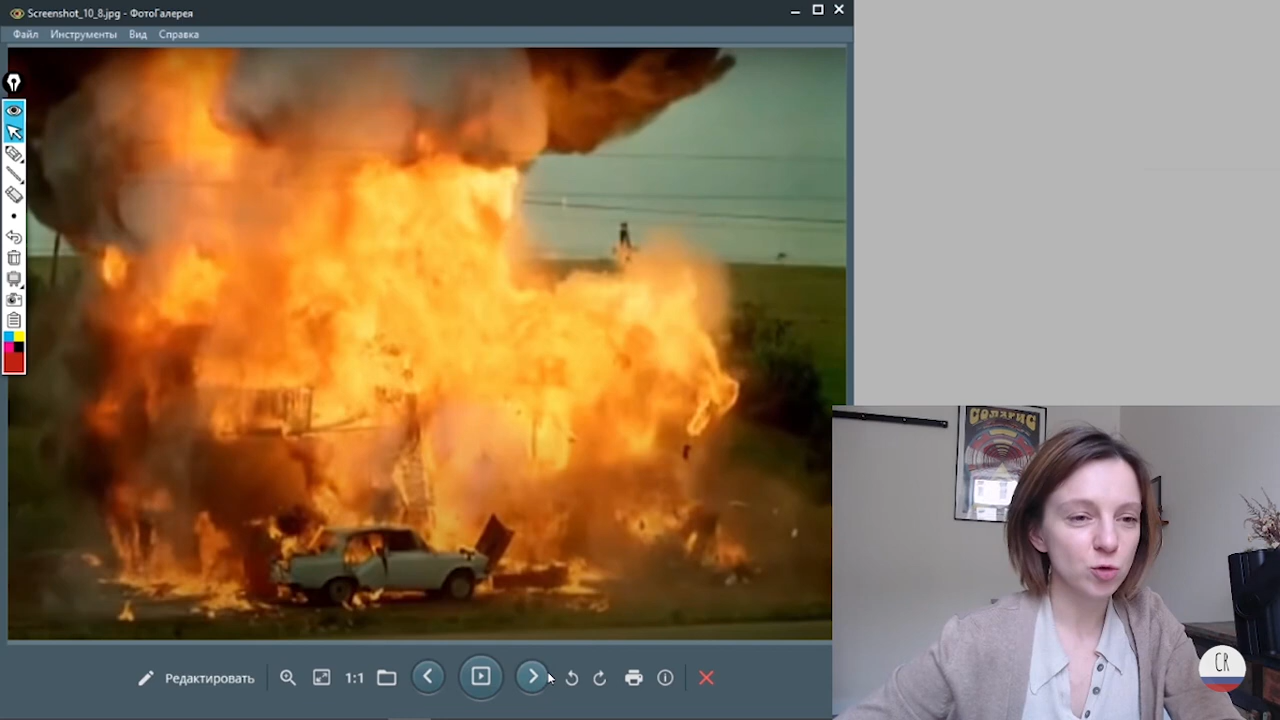 Screenshot_10_8.jpg - ФотоГалерея
Файл Инструменты Вид Справка
СОЛЯРИС
Редактировать 1:1
CR